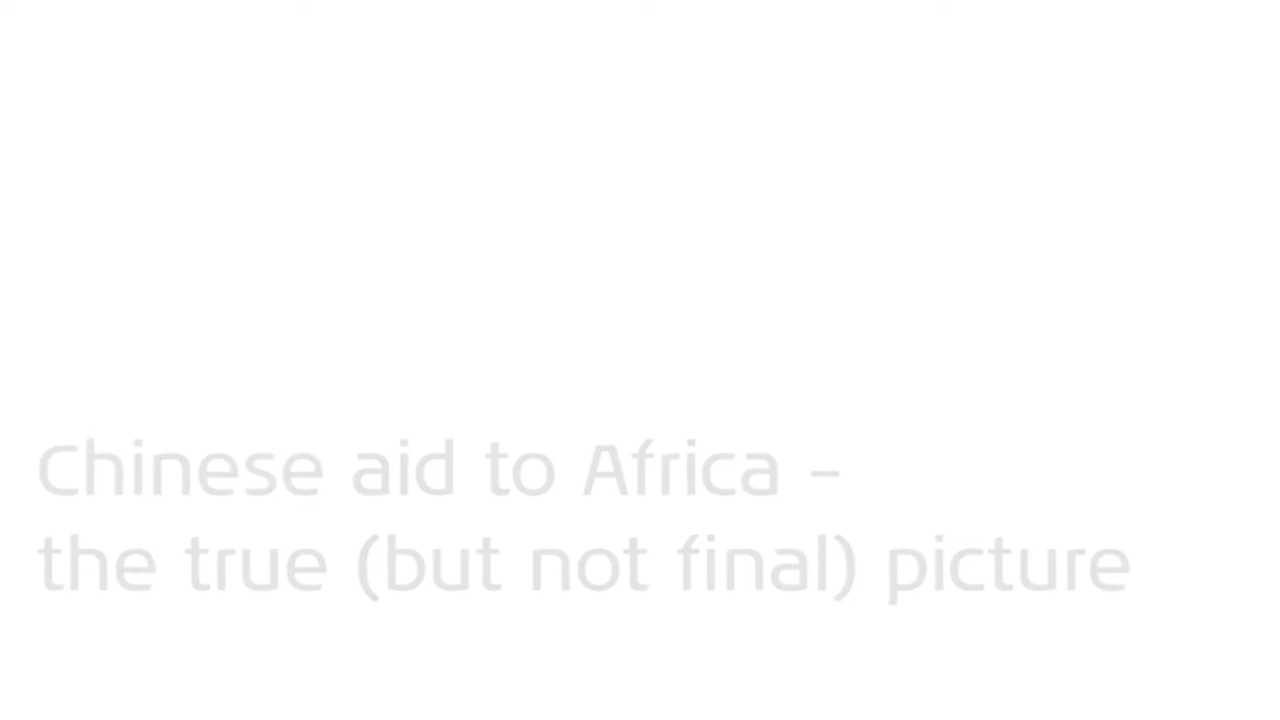 Chinese aid to Africa -
the true (but not final) picture